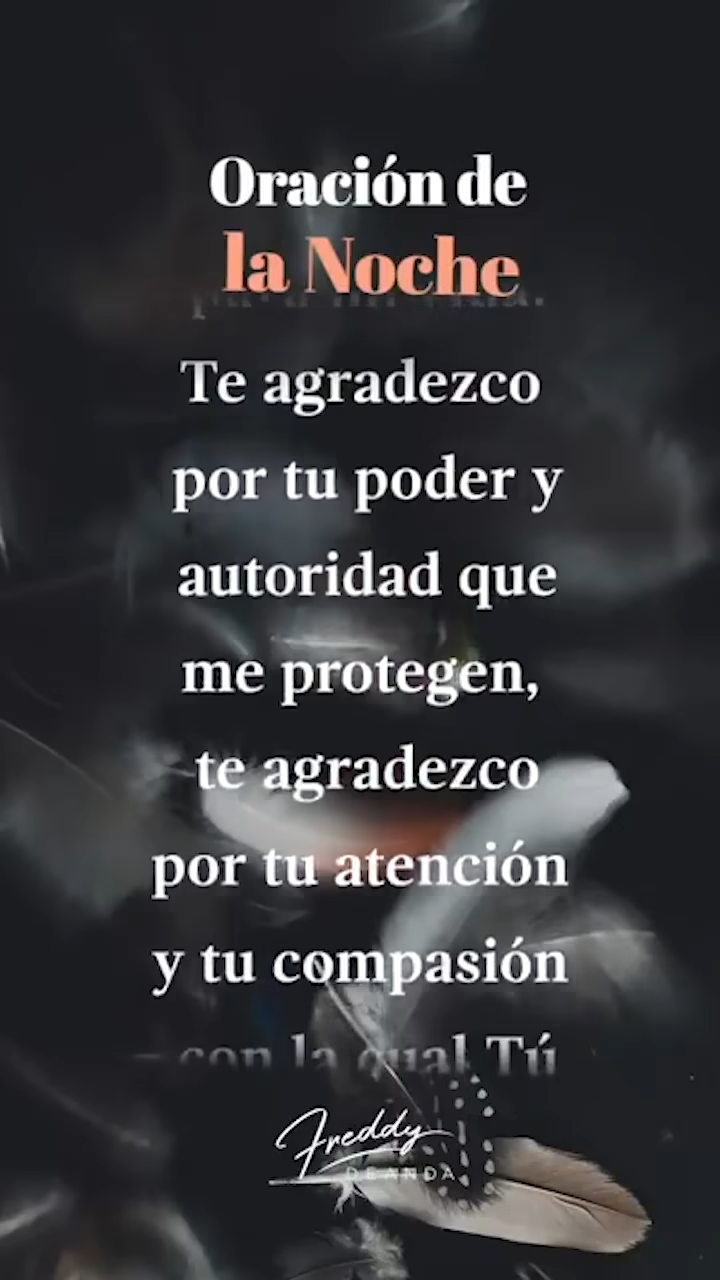 Oración de
la Noche
Te agradezco
por tu poder y
autoridad que
me protegen,
te agradezco
por tu atención
y tu compasión
con la qual Tú
Freddy
DEANDA